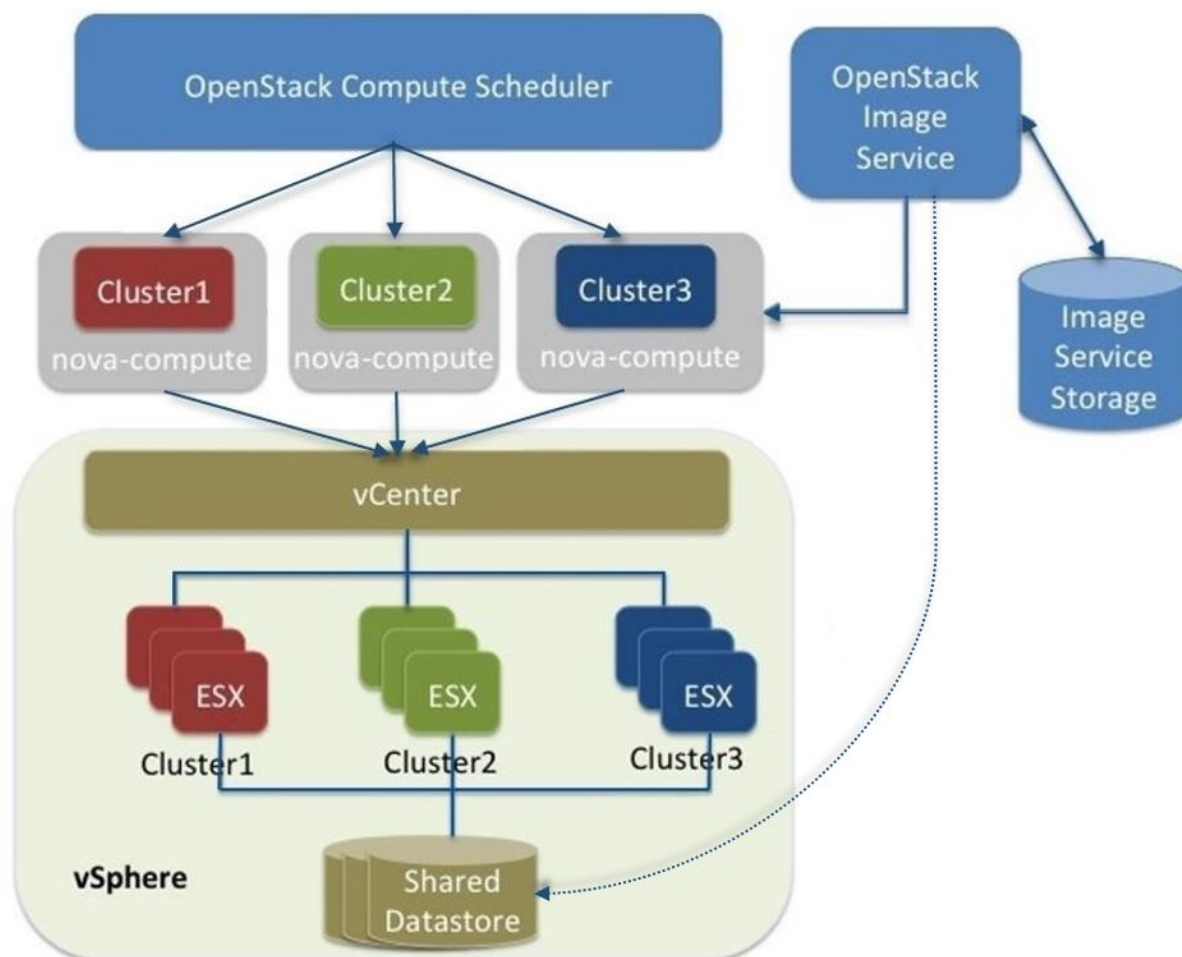 OpenStack Compute Scheduler
OpenStack
Image
Service
Cluster1
Cluster2
Cluster3
nova-compute
nova-compute
nova-compute
Image
Service
Storage
vCenter
ESX
ESX
ESX
Cluster1
Cluster2
Cluster3
vSphere
Shared
Datastore